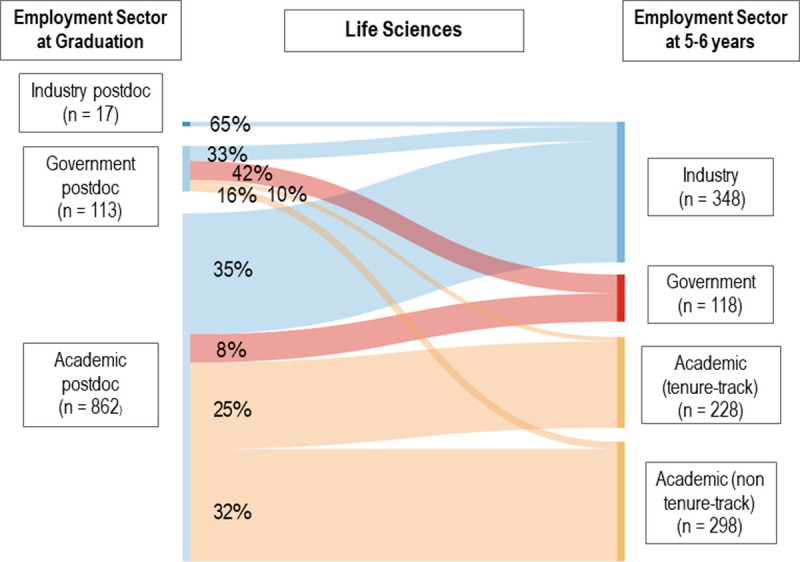 Employment Sector
at Graduation
Life Sciences
Employment Sector
at 5-6 years
Industry postdoc
(n = 17)
Government
postdoc
(n = 113)
Academic
postdoc
(n = 862)
65%
33%
42%
16%
10%
35%
8%
25%
32%
Industry
(n = 348)
Government
(n = 118)
Academic
(tenure-track)
(n = 228)
Academic (non
tenure-track)
(n = 298)